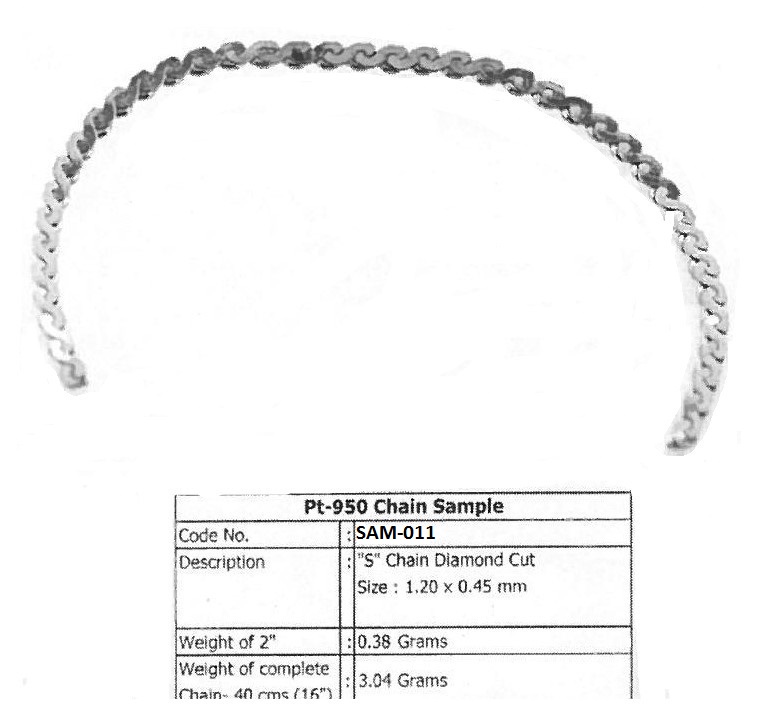 Pt-950 Chain Sample
Code No. : SAM-011
Description : "S" Chain Diamond Cut
Size : 1.20 x 0.45 mm
Weight of 2" : 0.38 Grams
Weight of complete
: 3.04 Grams
Chain- 40 cms (16")